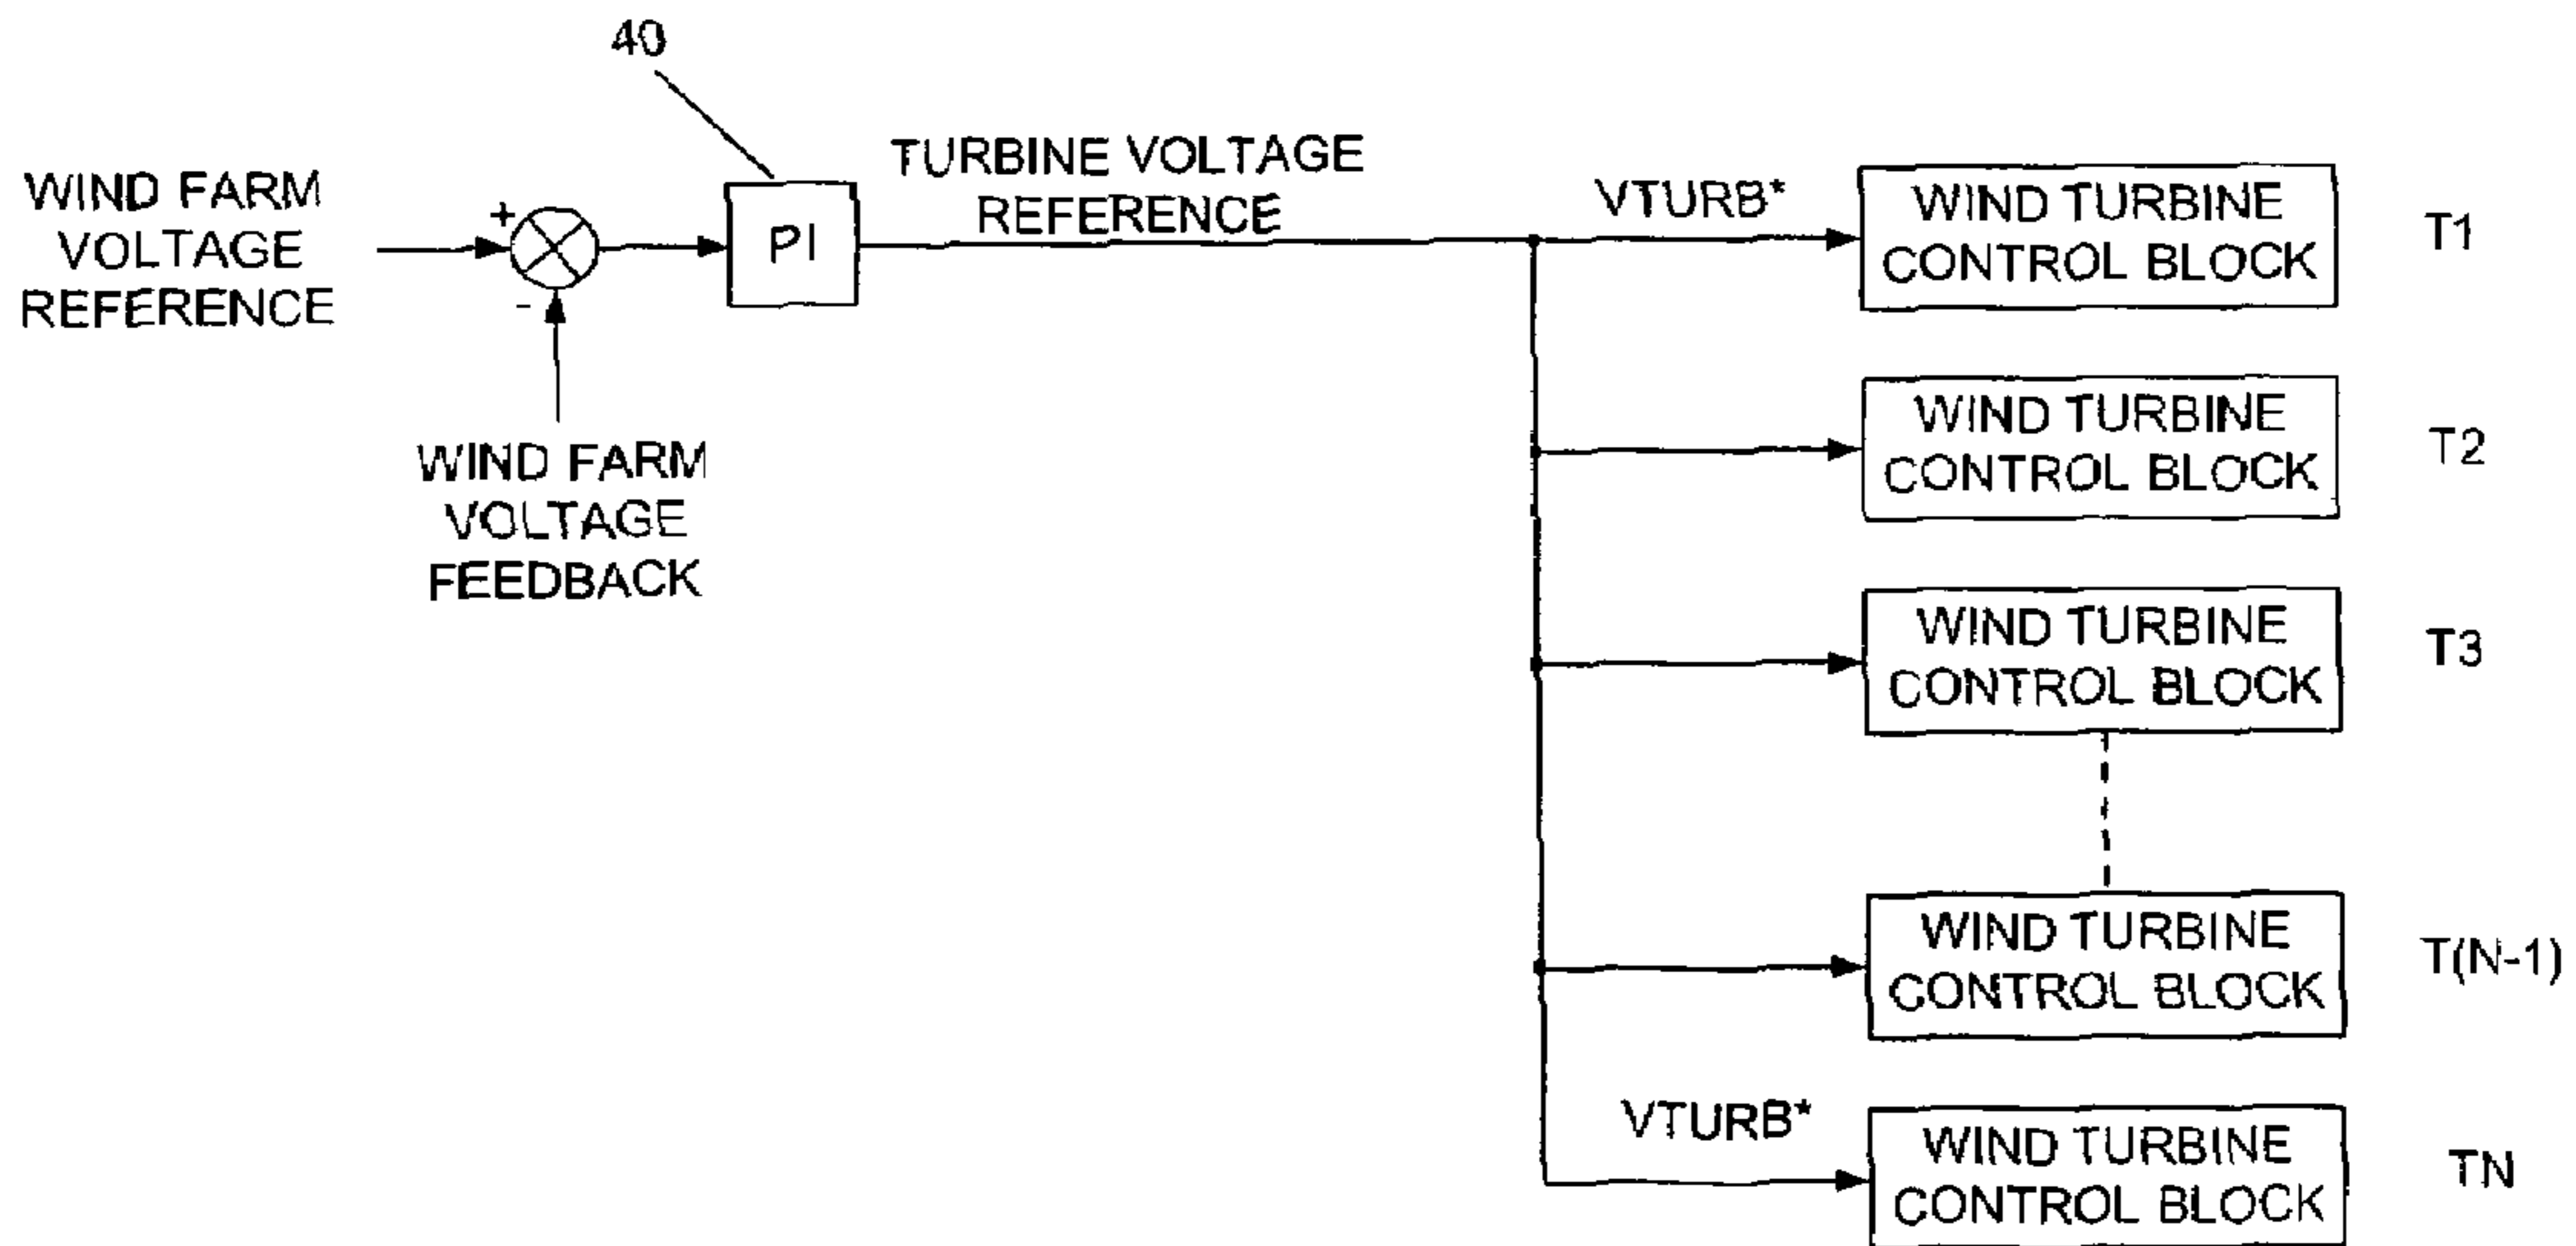 40
WIND FARM
VOLTAGE
REFERENCE
+
-
PI
TURBINE VOLTAGE
REFERENCE
WIND FARM
VOLTAGE
FEEDBACK
VTURB*
WIND TURBINE
CONTROL BLOCK
T1
WIND TURBINE
CONTROL BLOCK
T2
WIND TURBINE
CONTROL BLOCK
T3
WIND TURBINE
CONTROL BLOCK
T(N-1)
VTURB*
WIND TURBINE
CONTROL BLOCK
TN